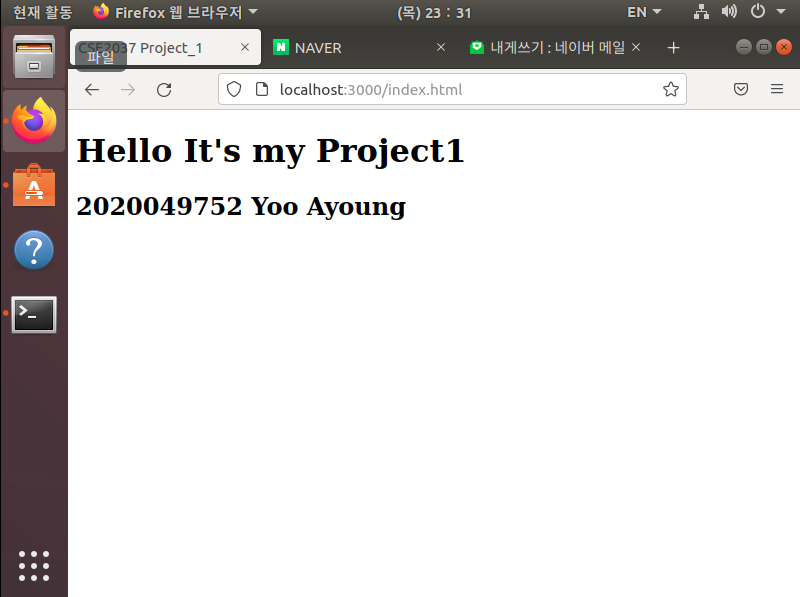 현재 활동 Firefox 웹 브라우저 (목) 23 : 31 EN
CSE2037 Project_1 NAVER 내게쓰기 : 네이버 메일
파일
localhost:3000/index.html
Hello It's my Project1
2020049752 Yoo Ayoung